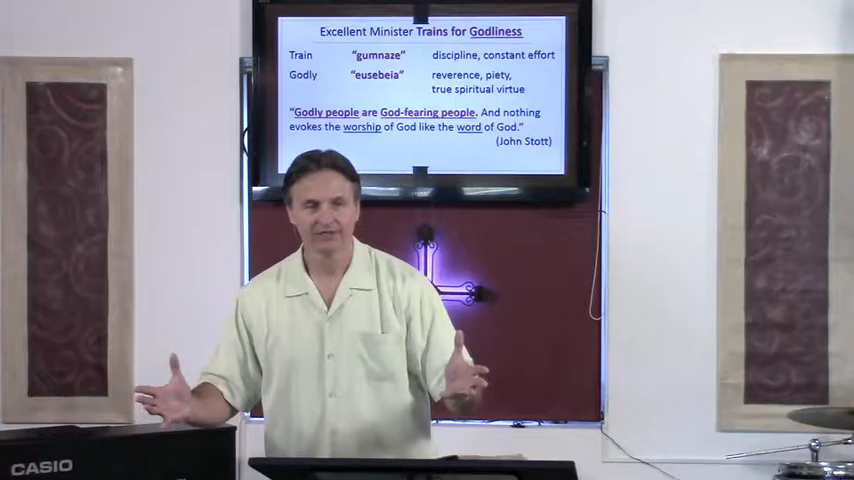 Excellent Minister Trains for Godliness
Train "gumnaze" discipline, constant effort
Godly "eusebeia" reverence, piety,
true spiritual virtue
"Godly people are God-fearing people. And nothing
evokes the worship of God like the word of God."
(John Stott)
CASIO